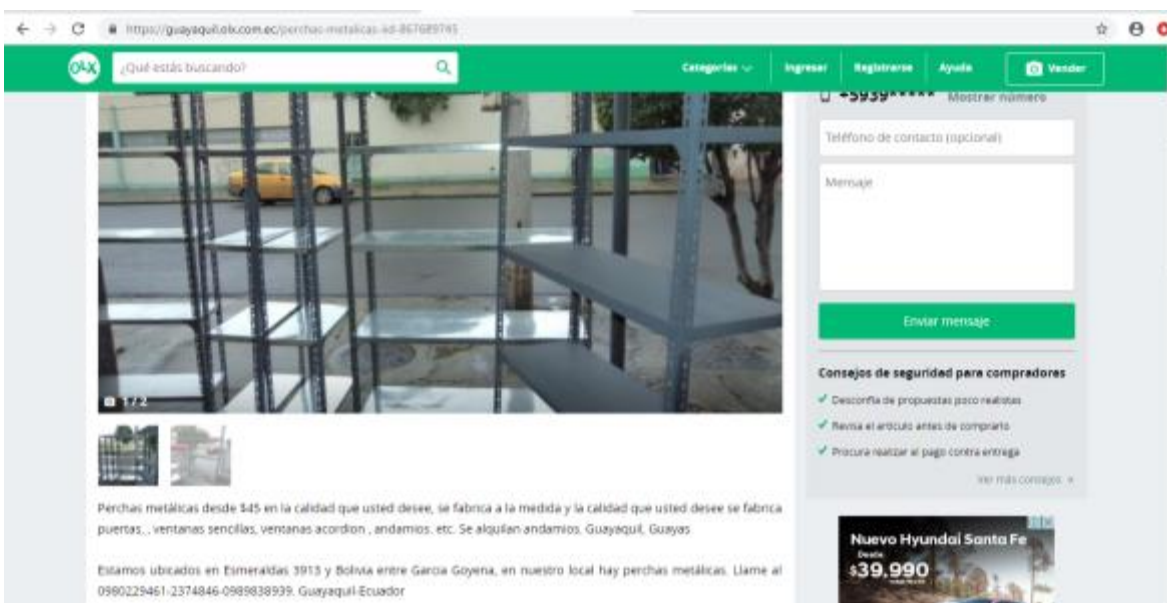 https://guayaquil.olx.com.ec/perchas-metalicas-iid-867689745
OLX ¿Qué estás buscando? Categorías Ingresar Registrarse Ayuda Vender
+5939***** Mostrar número
Teléfono de contacto (opcional)
Mensaje
Enviar mensaje
Consejos de seguridad para compradores
Desconfía de propuestas poco realistas
Revisa el artículo antes de comprarlo
Procura realizar el pago contra entrega
Ver más consejos
1 / 2
Perchas metálicas desde $45 en la calidad que usted desee, se fabrica a la medida y la calidad que usted desee se fabrica
puertas, , ventanas sencillas, ventanas acordion , andamios. etc. Se alquilan andamios. Guayaquil, Guayas
Estamos ubicados en Esmeraldas 3913 y Bolivia entre Garcia Goyena, en nuestro local hay perchas metálicas. Llame al
0980229461-2374846-0989838939. Guayaquil-Ecuador
Nuevo Hyundai Santa Fe
Desde
$39,990